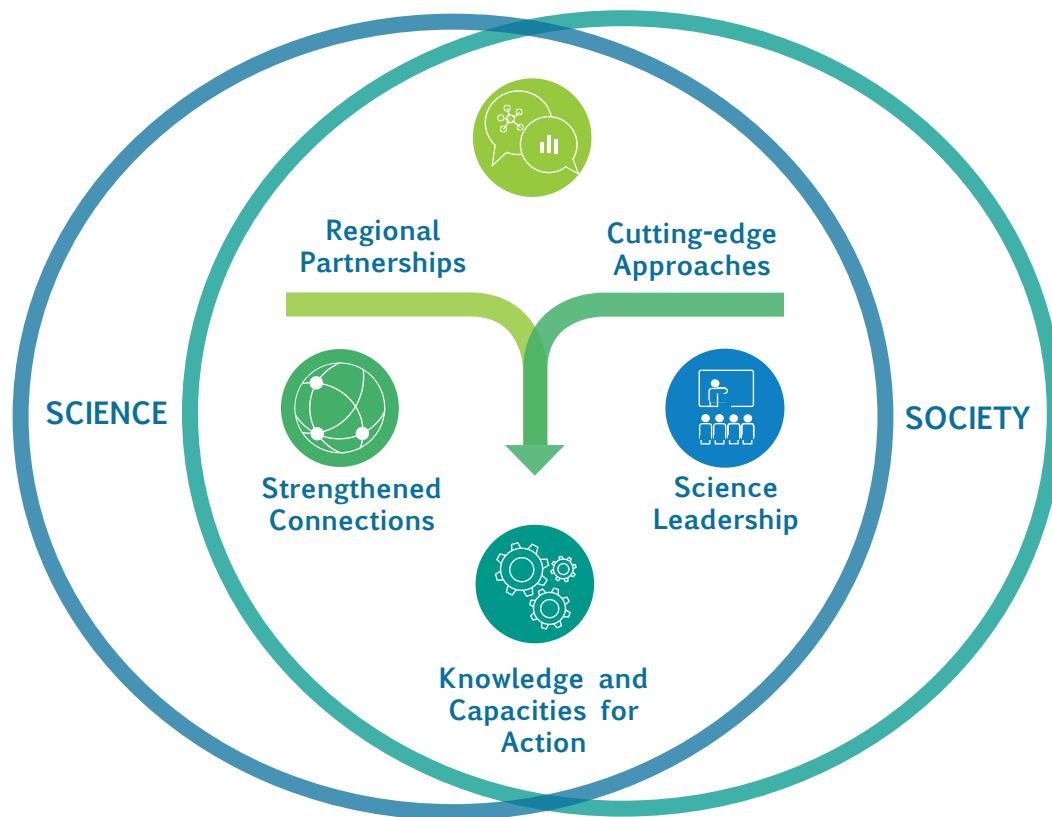 Regional
Partnerships
Cutting-edge
Approaches
SCIENCE
SOCIETY
Strengthened
Connections
Science
Leadership
Knowledge and
Capacities for
Action